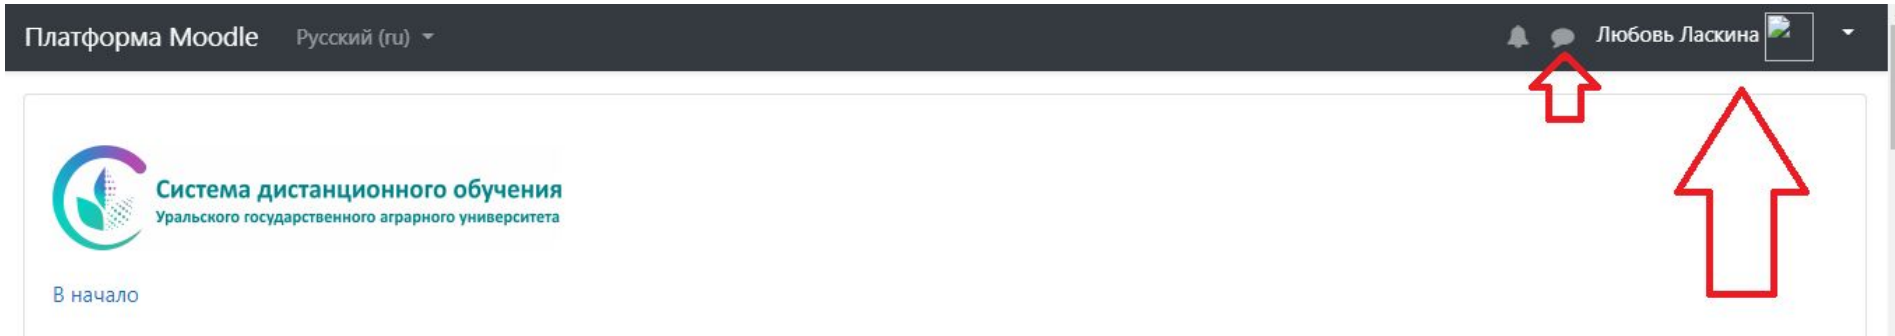 Платформа Moodle Русский (ru) Любовь Ласкина
Система дистанционного обучения
Уральского государственного аграрного университета
В начало